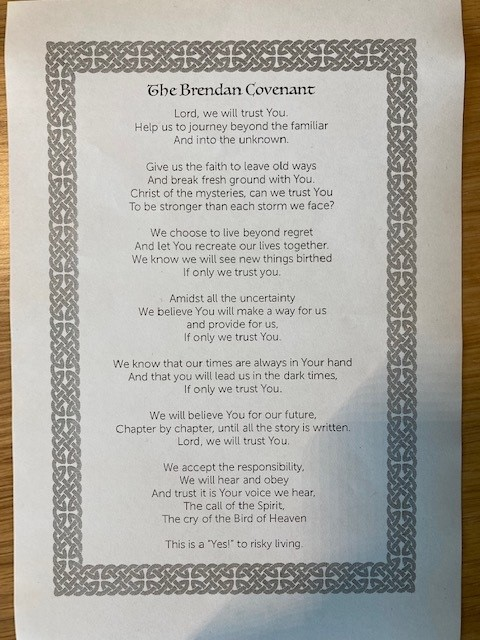 The Brendan Covenant
Lord, we will trust You.
Help us to journey beyond the familiar
And into the unknown.
Give us the faith to leave old ways
And break fresh ground with You.
Christ of the mysteries, can we trust You
To be stronger than each storm we face?
We choose to live beyond regret
And let You recreate our lives together.
We know we will see new things birthed
If only we trust you.
Amidst all the uncertainty
We believe You will make a way for us
and provide for us,
If only we trust You.
We know that our times are always in Your hand
And that you will lead us in the dark times,
If only we trust You.
We will believe You for our future,
Chapter by chapter, until all the story is written.
Lord, we will trust You.
We accept the responsibility,
We will hear and obey
And trust it is Your voice we hear,
The call of the Spirit,
The cry of the Bird of Heaven
This is a "Yes!" to risky living.